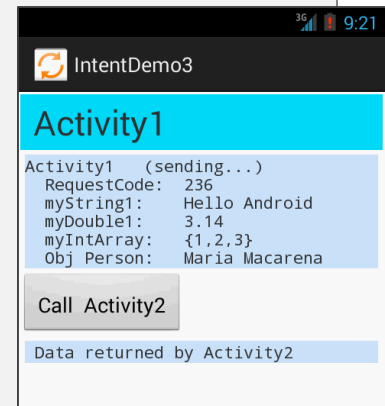 3G 9:21
IntentDemo3
Activity1
Activity1 (sending...)
RequestCode: 236
myString1: Hello Android
myDouble1: 3.14
myIntArray: {1,2,3}
Obj Person: Maria Macarena
Call Activity2
Data returned by Activity2